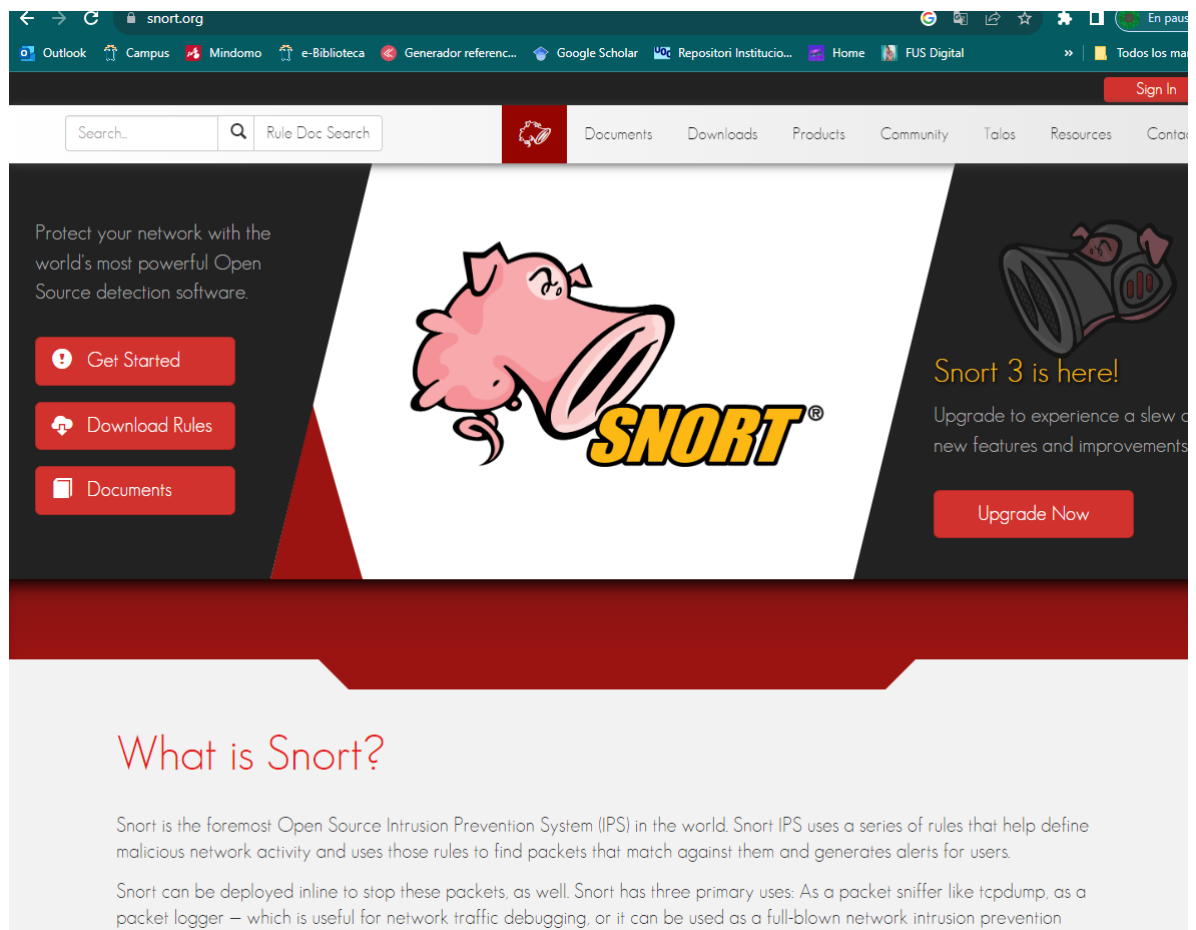 snort.org
En paus
Outlook
Campus
Mindomo
e-Biblioteca
Generador referenc...
Google Scholar
Repositori Institucio...
Home
FUS Digital
»
Todos los mar
Sign In
Search...
Rule Doc Search
Documents
Downloads
Products
Community
Talos
Resources
Contac
Protect your network with the
world's most powerful Open
Source detection software.
Get Started
Download Rules
Documents
SNORT®
Snort 3 is here!
Upgrade to experience a slew o
new features and improvements
Upgrade Now
What is Snort?
Snort is the foremost Open Source Intrusion Prevention System (IPS) in the world. Snort IPS uses a series of rules that help define
malicious network activity and uses those rules to find packets that match against them and generates alerts for users.
Snort can be deployed inline to stop these packets, as well. Snort has three primary uses: As a packet sniffer like tcpdump, as a
packet logger — which is useful for network traffic debugging, or it can be used as a full-blown network intrusion prevention